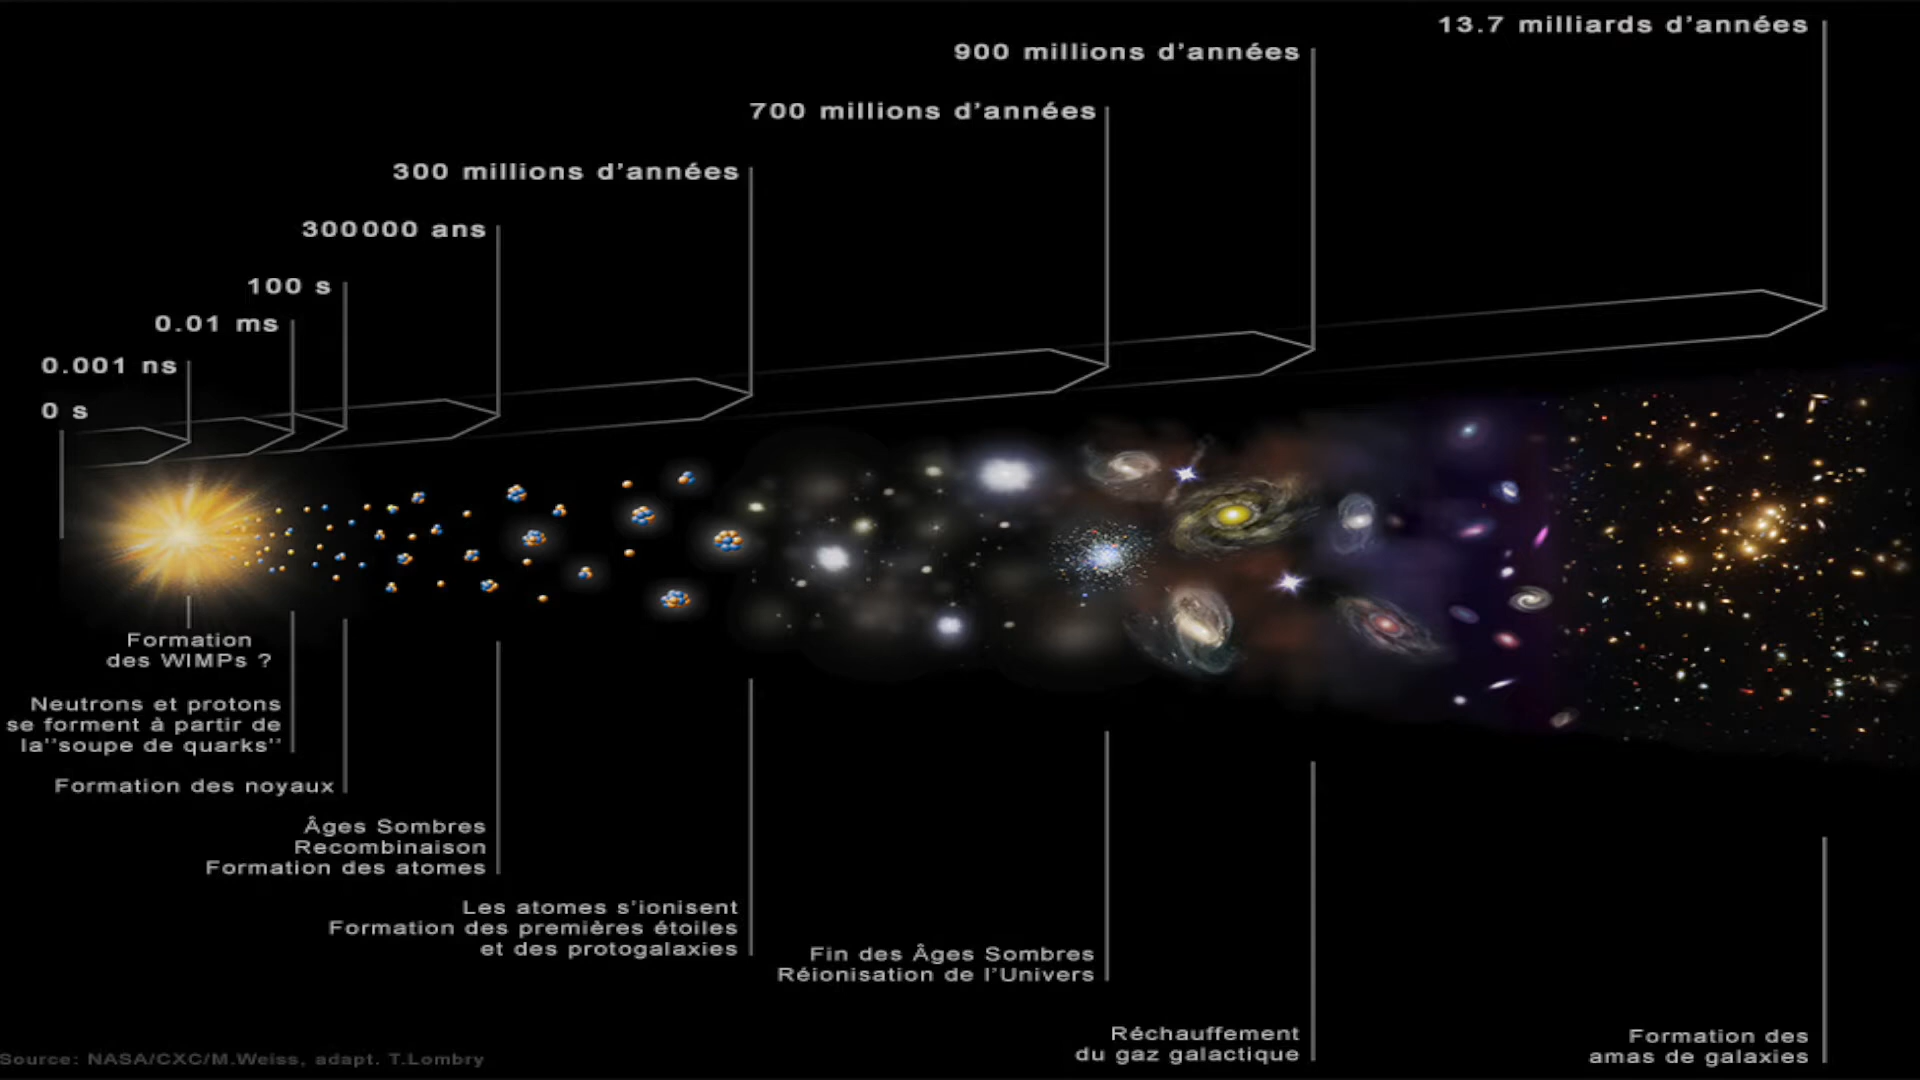 13.7 milliards d'années
900 millions d'années
700 millions d'années
300 millions d'années
300000 ans
100 s
0.01 ms
0.001 ns
0 s
Formation
des WIMPs ?
Neutrons et protons
se forment à partir de
la''soupe de quarks''
Formation des noyaux
Âges Sombres
Recombinaison
Formation des atomes
Les atomes s'ionisent
Formation des premières étoiles
et des protogalaxies
Fin des Âges Sombres
Réionisation de l'Univers
Réchauffement
du gaz galactique
Formation des
amas de galaxies
Source: NASA/CXC/M.Weiss, adapt. T.Lombry